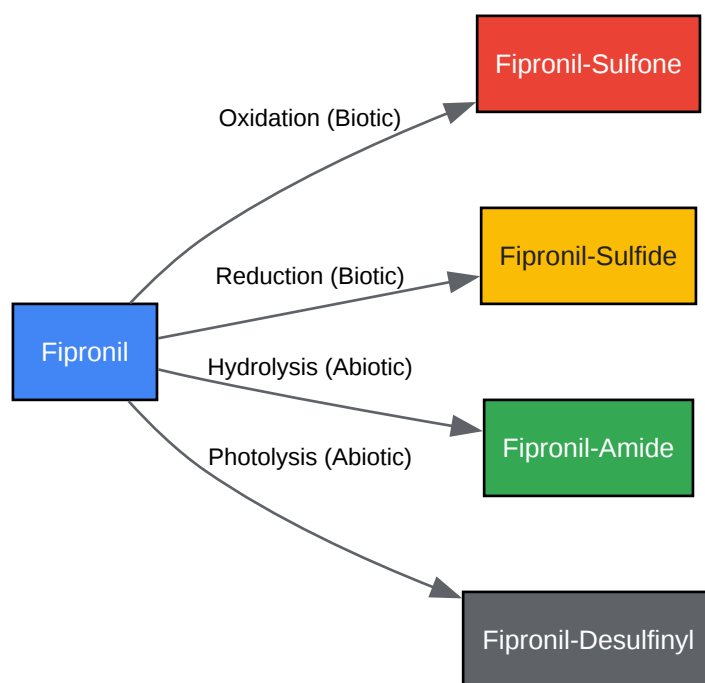 Fipronil-Sulfone
Oxidation (Biotic)
Fipronil-Sulfide
Reduction (Biotic)
Fipronil
Hydrolysis (Abiotic)
Fipronil-Amide
Photolysis (Abiotic)
Fipronil-Desulfinyl